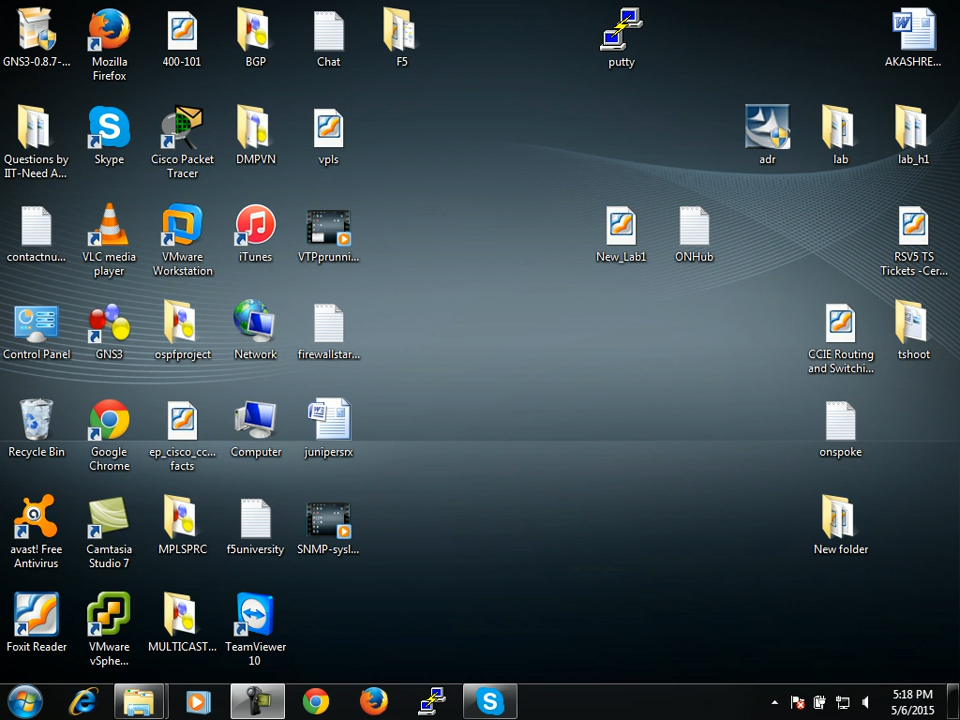 GNS3-0.8.7-...
Mozilla
Firefox
400-101
BGP
Chat
F5
putty
AKASHRE...
Questions by
IIT-Need A...
Skype
Cisco Packet
Tracer
DMPVN
vpls
adr
lab
lab_h1
contactnu...
VLC media
player
VMware
Workstation
iTunes
VTPprunni...
New_Lab1
ONHub
RSV5 TS
Tickets -Cer...
Control Panel
GNS3
ospfproject
Network
firewallstar...
CCIE Routing
and Switchi...
tshoot
Recycle Bin
Google
Chrome
ep_cisco_cc...
facts
Computer
junipersrx
onspoke
avast! Free
Antivirus
Camtasia
Studio 7
MPLSPRC
f5university
SNMP-sysl...
New folder
Foxit Reader
VMware
vSphe...
MULTICAST...
TeamViewer
10
5:18 PM
5/6/2015